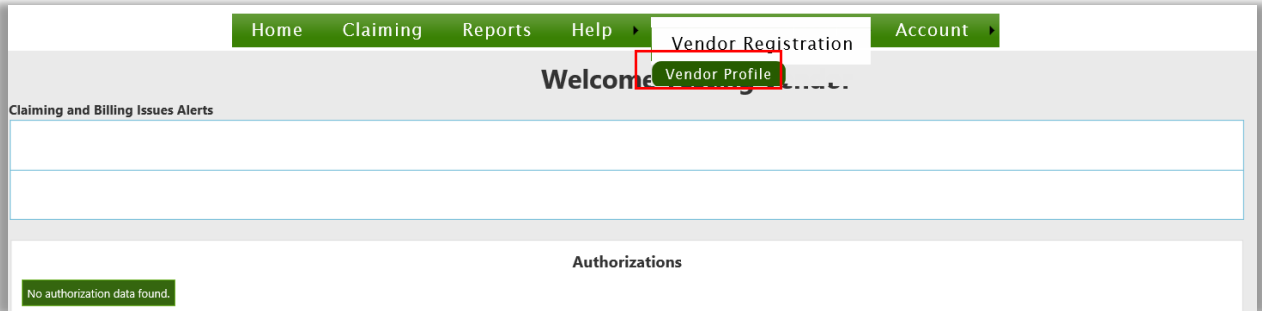 Home Claiming Reports Help Vendor Registration Account
Vendor Profile
Welcome
Claiming and Billing Issues Alerts
Authorizations
No authorization data found.